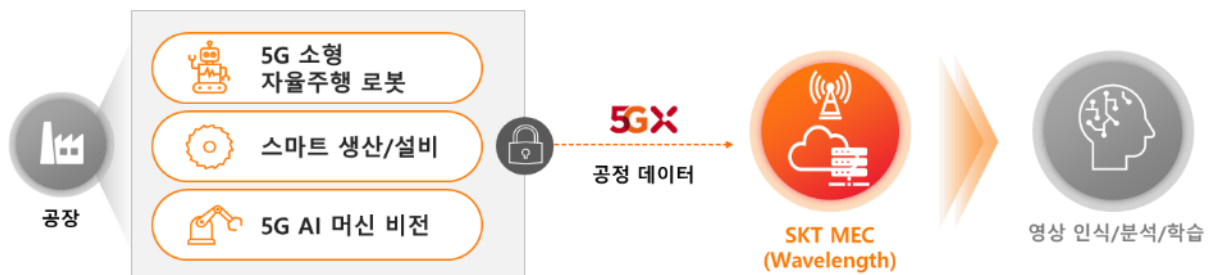 5G 소형
자율주행 로봇
스마트 생산/설비
5G AI 머신 비전
공장
5GX
공정 데이터
SKT MEC
(Wavelength)
영상 인식/분석/학습